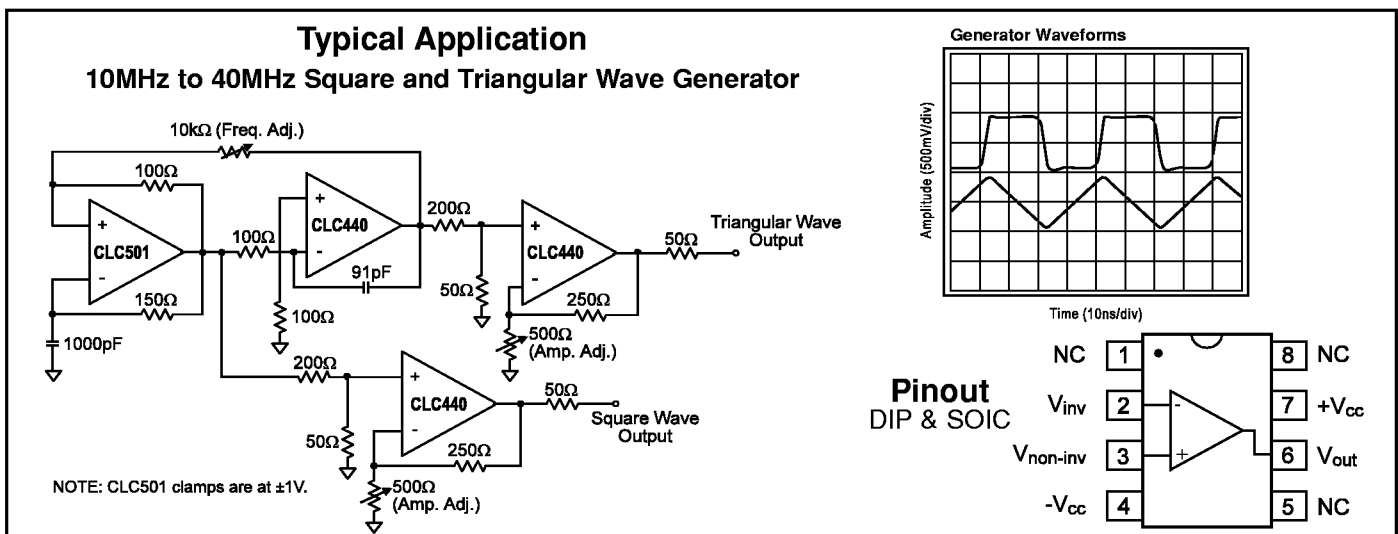 Typical Application
10MHz to 40MHz Square and Triangular Wave Generator
10kΩ (Freq. Adj.)
100Ω
+
CLC501
-
150Ω
1000pF
100Ω
+
CLC440
-
91pF
100Ω
200Ω
50Ω
+
CLC440
-
250Ω
500Ω
(Amp. Adj.)
50Ω
Triangular Wave
Output
200Ω
50Ω
+
CLC440
-
250Ω
500Ω
(Amp. Adj.)
50Ω
Square Wave
Output
NOTE: CLC501 clamps are at ±1V.
Generator Waveforms
Amplitude (500mV/div)
Time (10ns/div)
Pinout
DIP & SOIC
NC 1 8 NC
Vinv 2 - 7 +Vcc
Vnon-inv 3 + 6 Vout
-Vcc 4 5 NC